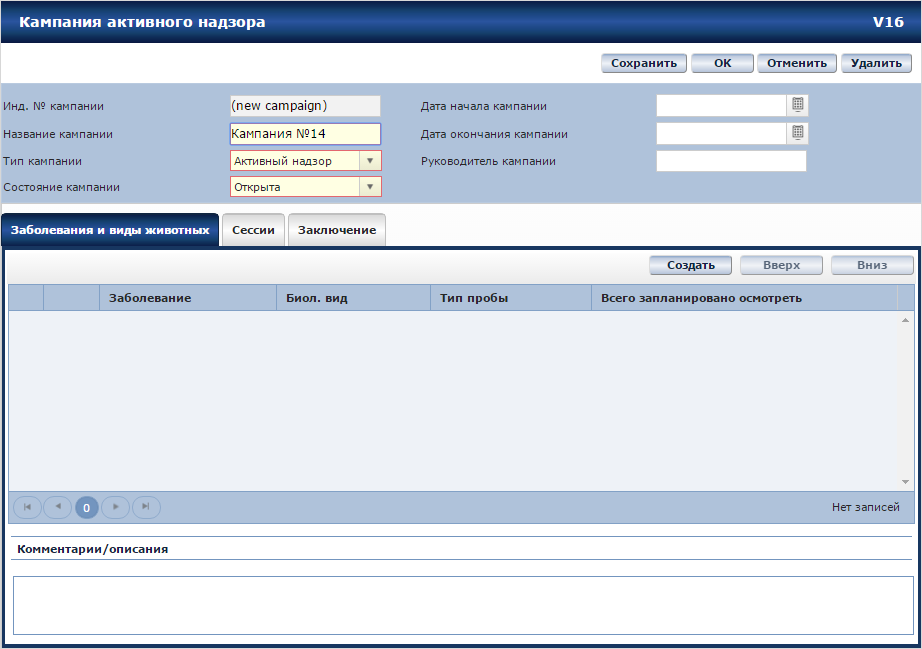 Кампания активного надзора V16
Сохранить ОК Отменить Удалить
Инд. № кампании (new campaign) Дата начала кампании
Название кампании Кампания №14 Дата окончания кампании
Тип кампании Активный надзор Руководитель кампании
Состояние кампании Открыта
Заболевания и виды животных Сессии Заключение
Создать Вверх Вниз
Заболевание Биол. вид Тип пробы Всего запланировано осмотреть
0 Нет записей
Комментарии/описания